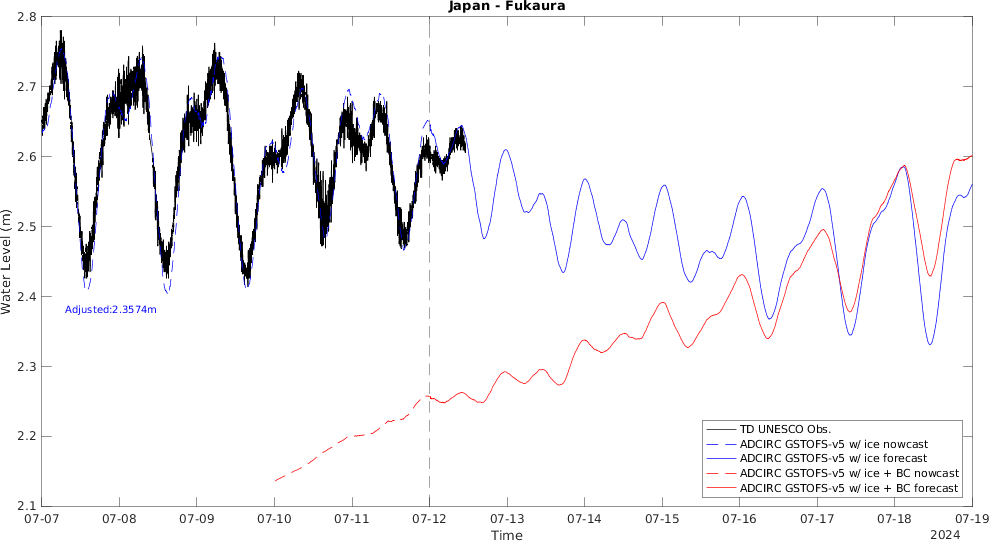 Japan - Fukaura
Water Level (m)
2.8
2.7
2.6
2.5
2.4
2.3
2.2
2.1
Adjusted:2.3574m
TD UNESCO Obs.
ADCIRC GSTOFS-v5 w/ ice nowcast
ADCIRC GSTOFS-v5 w/ ice forecast
ADCIRC GSTOFS-v5 w/ ice + BC nowcast
ADCIRC GSTOFS-v5 w/ ice + BC forecast
07-07 07-08 07-09 07-10 07-11 07-12 07-13 07-14 07-15 07-16 07-17 07-18 07-19
Time
2024